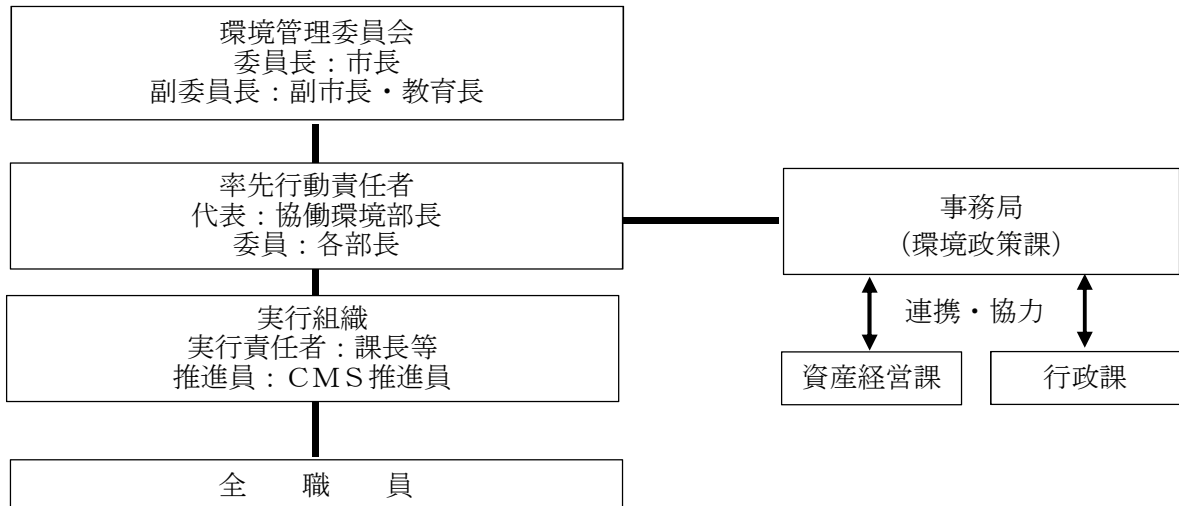 環境管理委員会
委員長：市長
副委員長：副市長・教育長
率先行動責任者
代表：協働環境部長
委員：各部長
事務局
（環境政策課）
実行組織
実行責任者：課長等
推進員：ＣＭＳ推進員
連携・協力
資産経営課
行政課
全　職　員